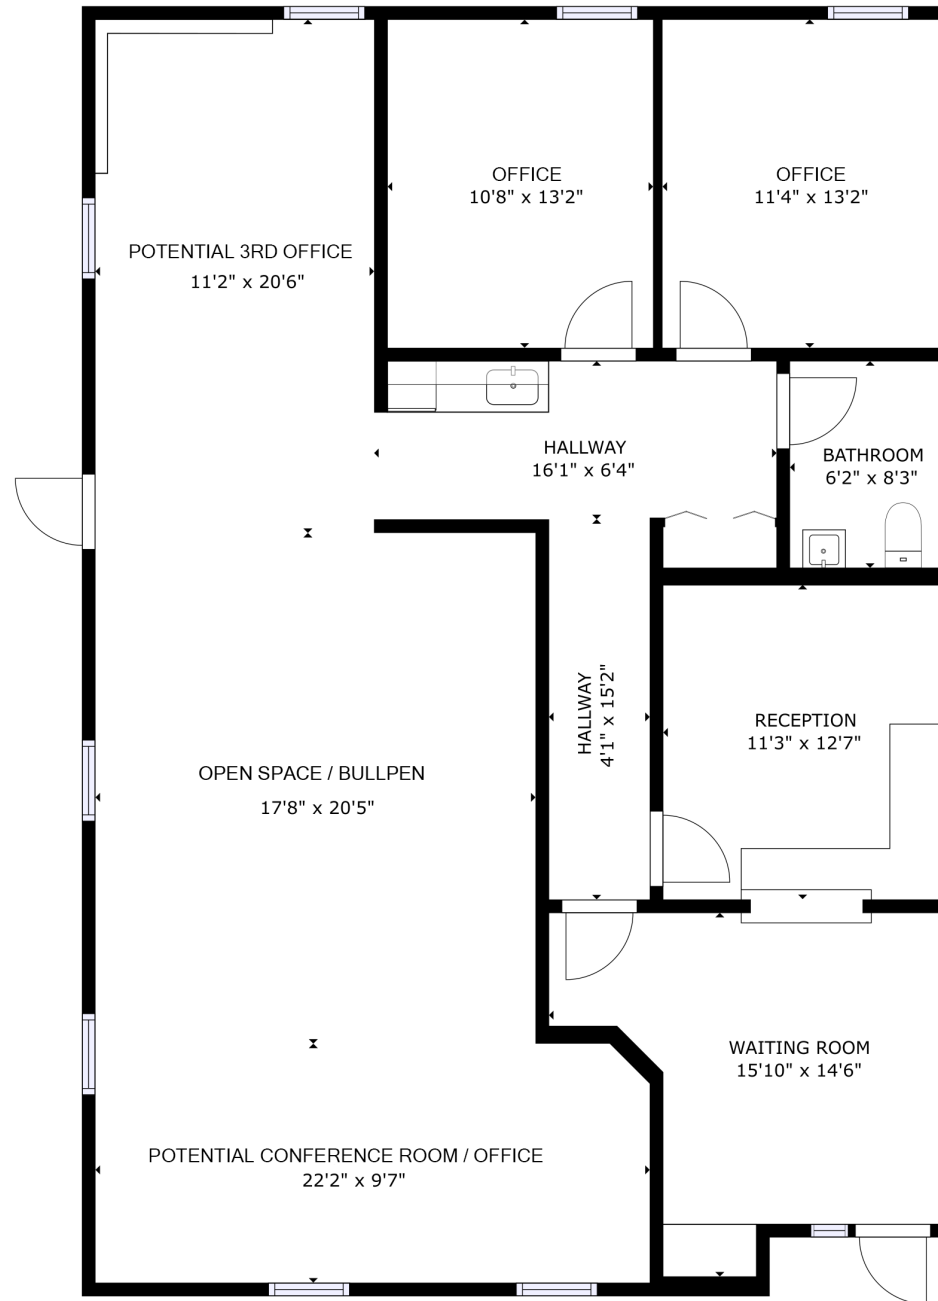 OFFICE
10'8" x 13'2"
OFFICE
11'4" x 13'2"
POTENTIAL 3RD OFFICE
11'2" x 20'6"
HALLWAY
16'1" x 6'4"
BATHROOM
6'2" x 8'3"
HALLWAY
4'1" x 15'2"
RECEPTION
11'3" x 12'7"
OPEN SPACE / BULLPEN
17'8" x 20'5"
WAITING ROOM
15'10" x 14'6"
POTENTIAL CONFERENCE ROOM / OFFICE
22'2" x 9'7"